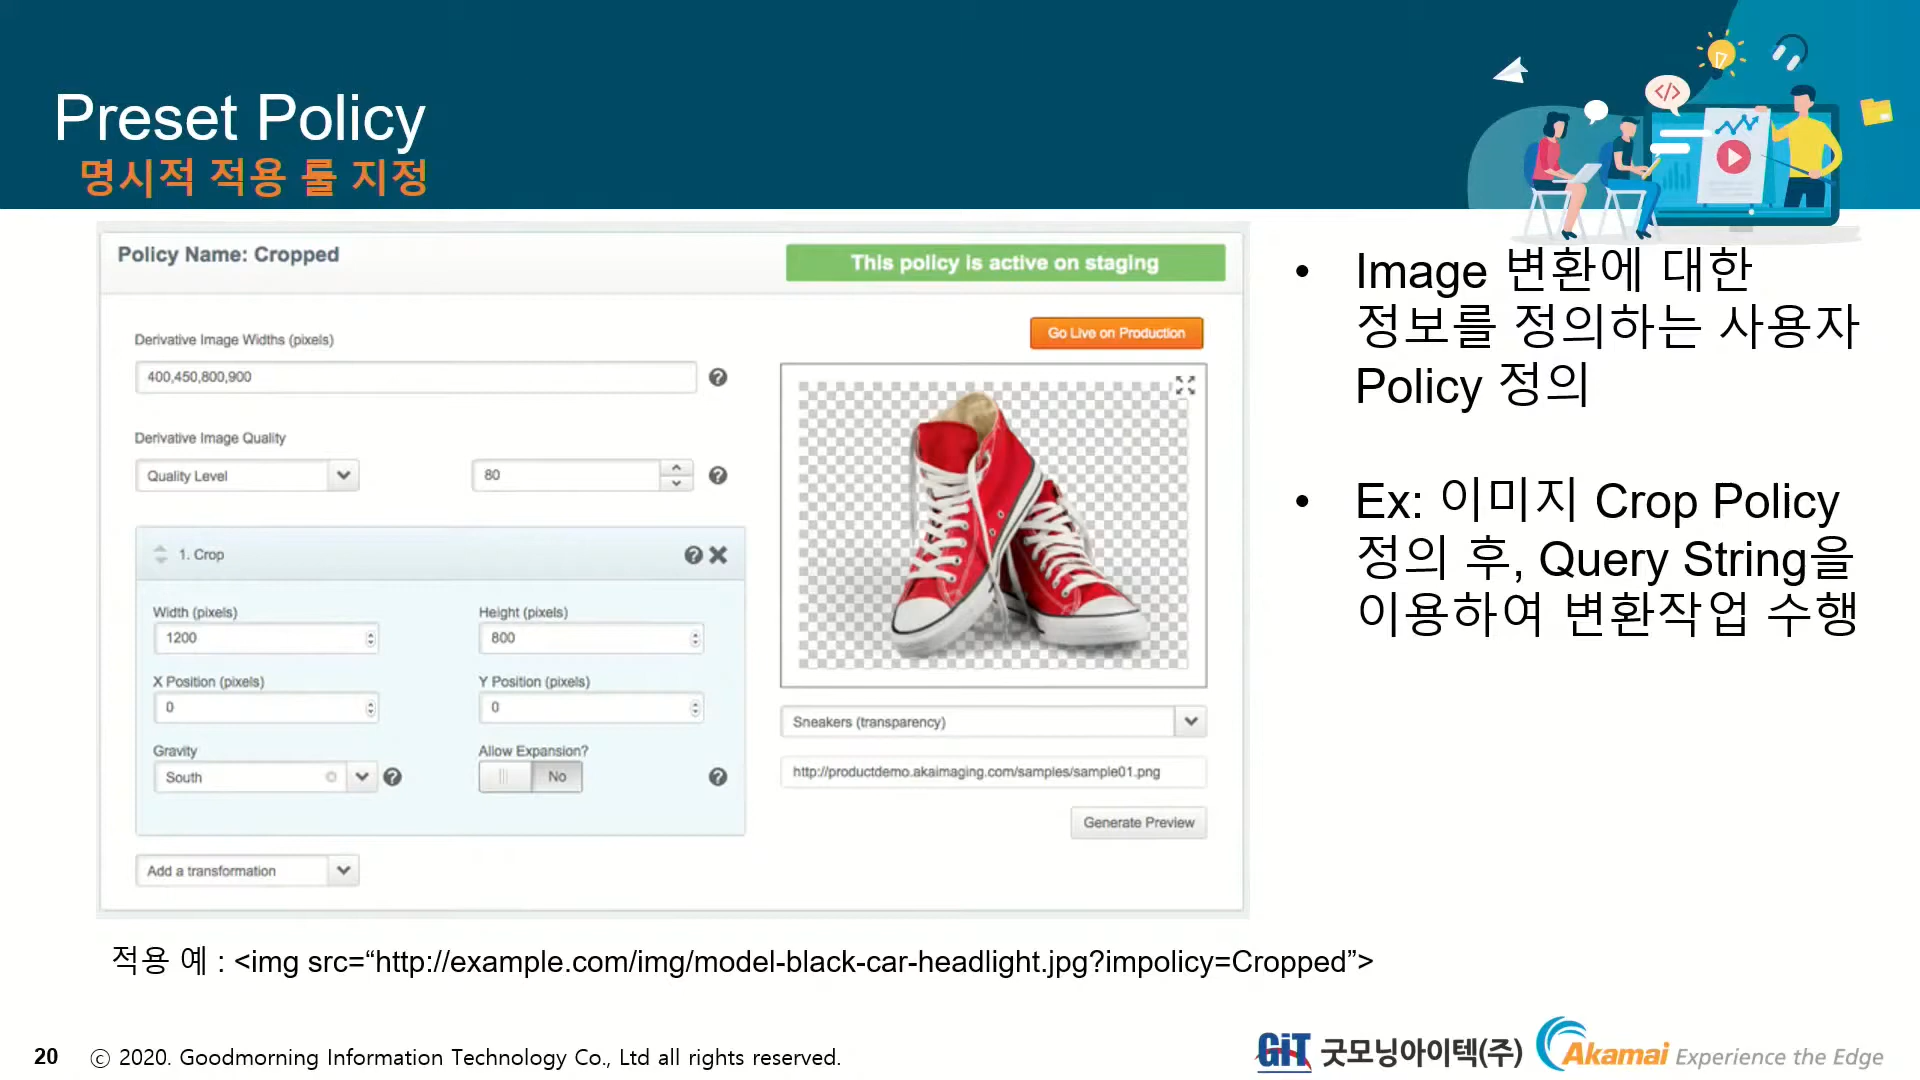 Preset Policy
명시적 적용 룰 지정
Policy Name: Cropped
This policy is active on staging
Go Live on Production
Derivative Image Widths (pixels)
400,450,800,900
Derivative Image Quality
Quality Level
80
1. Crop
Width (pixels)
Height (pixels)
1200
800
X Position (pixels)
Y Position (pixels)
0
0
Gravity
Allow Expansion?
South
No
Add a transformation
Sneakers (transparency)
http://productdemo.akaimaging.com/samples/sample01.png
Generate Preview
• Image 변환에 대한
정보를 정의하는 사용자
Policy 정의
• Ex: 이미지 Crop Policy
정의 후, Query String을
이용하여 변환작업 수행
적용 예 : <img src=“http://example.com/img/model-black-car-headlight.jpg?impolicy=Cropped”>
20 ⓒ 2020. Goodmorning Information Technology Co., Ltd all rights reserved.
GiT 굿모닝아이텍(주)
Akamai Experience the Edge